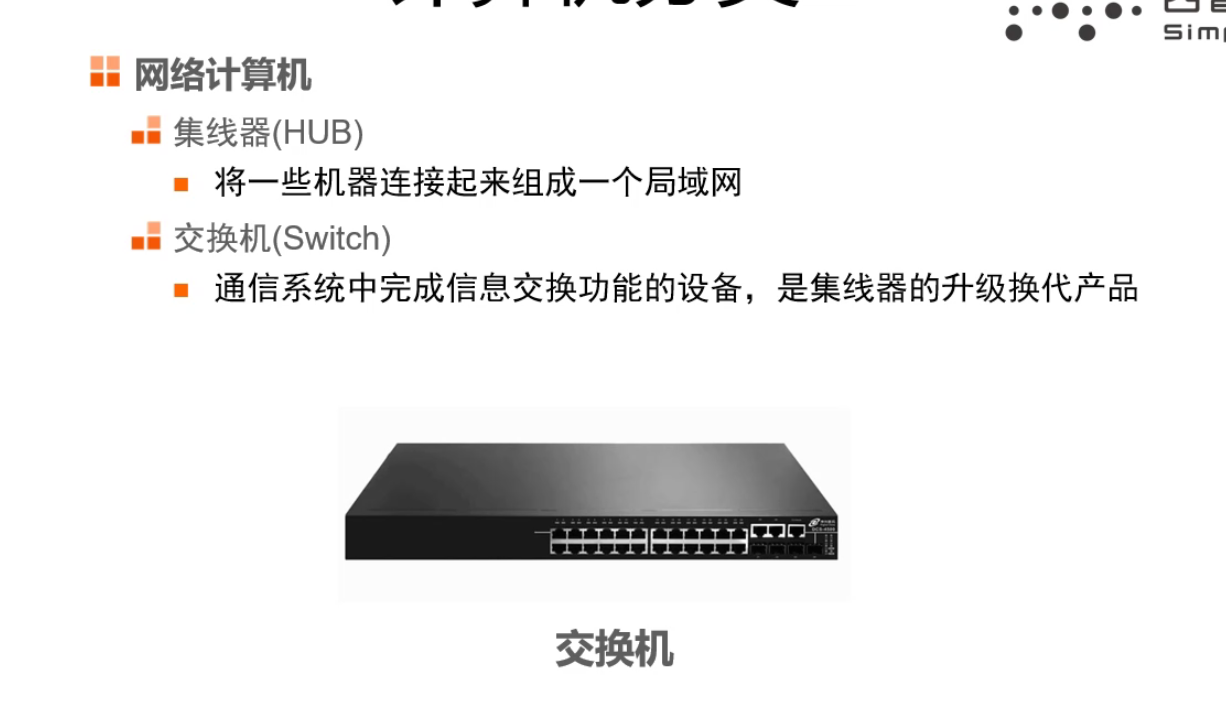 网络计算机
集线器(HUB)
将一些机器连接起来组成一个局域网
交换机(Switch)
通信系统中完成信息交换功能的设备，是集线器的升级换代产品
交换机